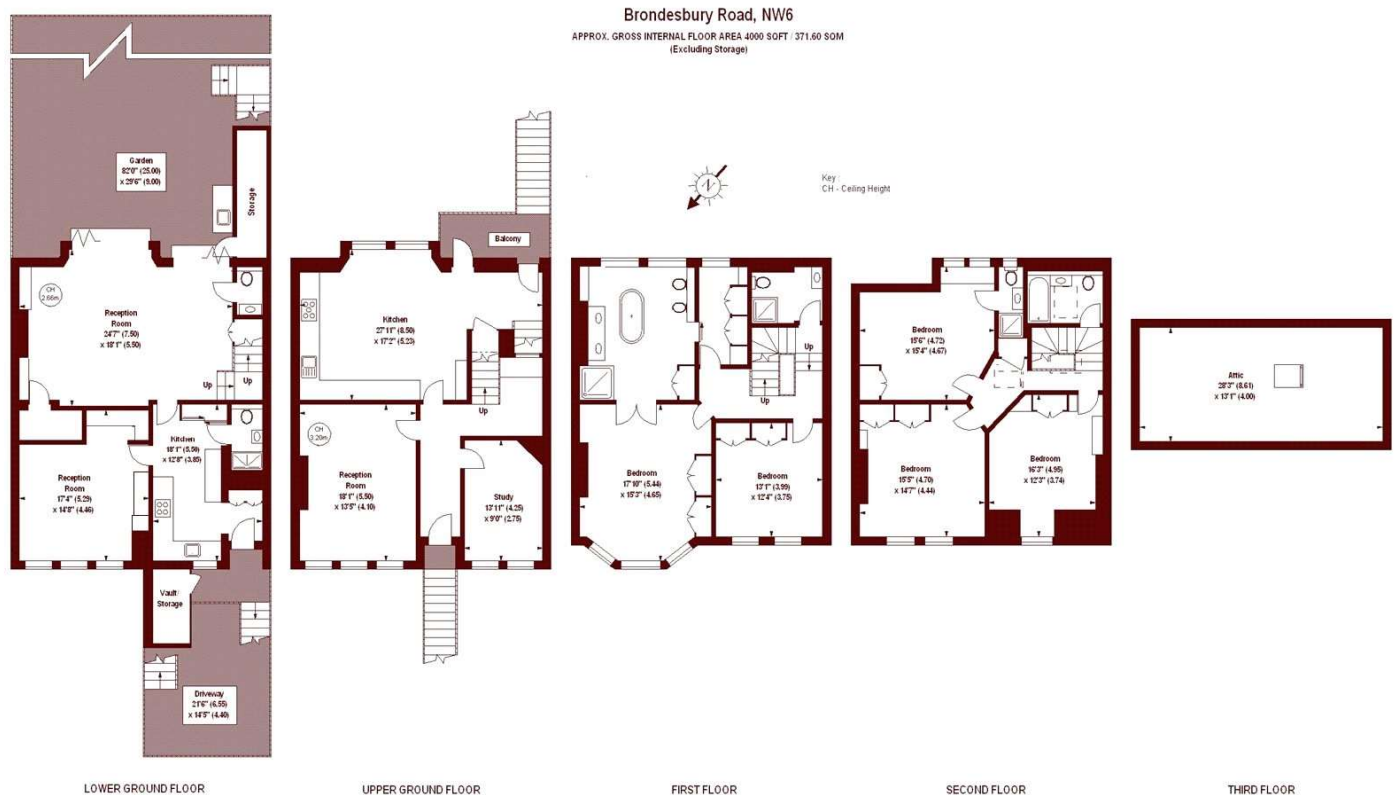 Brondesbury Road, NW6
APPROX. GROSS INTERNAL FLOOR AREA 4000 SQFT / 371.60 SQM
(Excluding Storage)
Key :
CH - Ceiling Height
N
Garden
82'0" (25.00)
x 29'6" (9.00)
Storage
CH
2.66m
Reception
Room
24'7" (7.50)
x 18'1" (5.50)
Up
Up
Kitchen
18'1" (5.50)
x 12'8" (3.85)
Reception
Room
17'4" (5.29)
x 14'8" (4.46)
Vault/
Storage
Driveway
21'6" (6.55)
x 14'5" (4.40)
LOWER GROUND FLOOR
Balcony
Kitchen
27'11" (8.50)
x 17'2" (5.23)
Up
CH
3.20m
Reception
Room
18'1" (5.50)
x 13'5" (4.10)
Study
13'11" (4.25)
x 9'0" (2.75)
UPPER GROUND FLOOR
Up
Bedroom
17'10" (5.44)
x 15'3" (4.65)
Bedroom
13'1" (3.99)
x 12'4" (3.75)
FIRST FLOOR
Bedroom
15'6" (4.72)
x 15'4" (4.67)
Bedroom
15'5" (4.70)
x 14'7" (4.44)
Bedroom
16'3" (4.95)
x 12'3" (3.74)
SECOND FLOOR
Attic
28'3" (8.61)
x 13'1" (4.00)
THIRD FLOOR